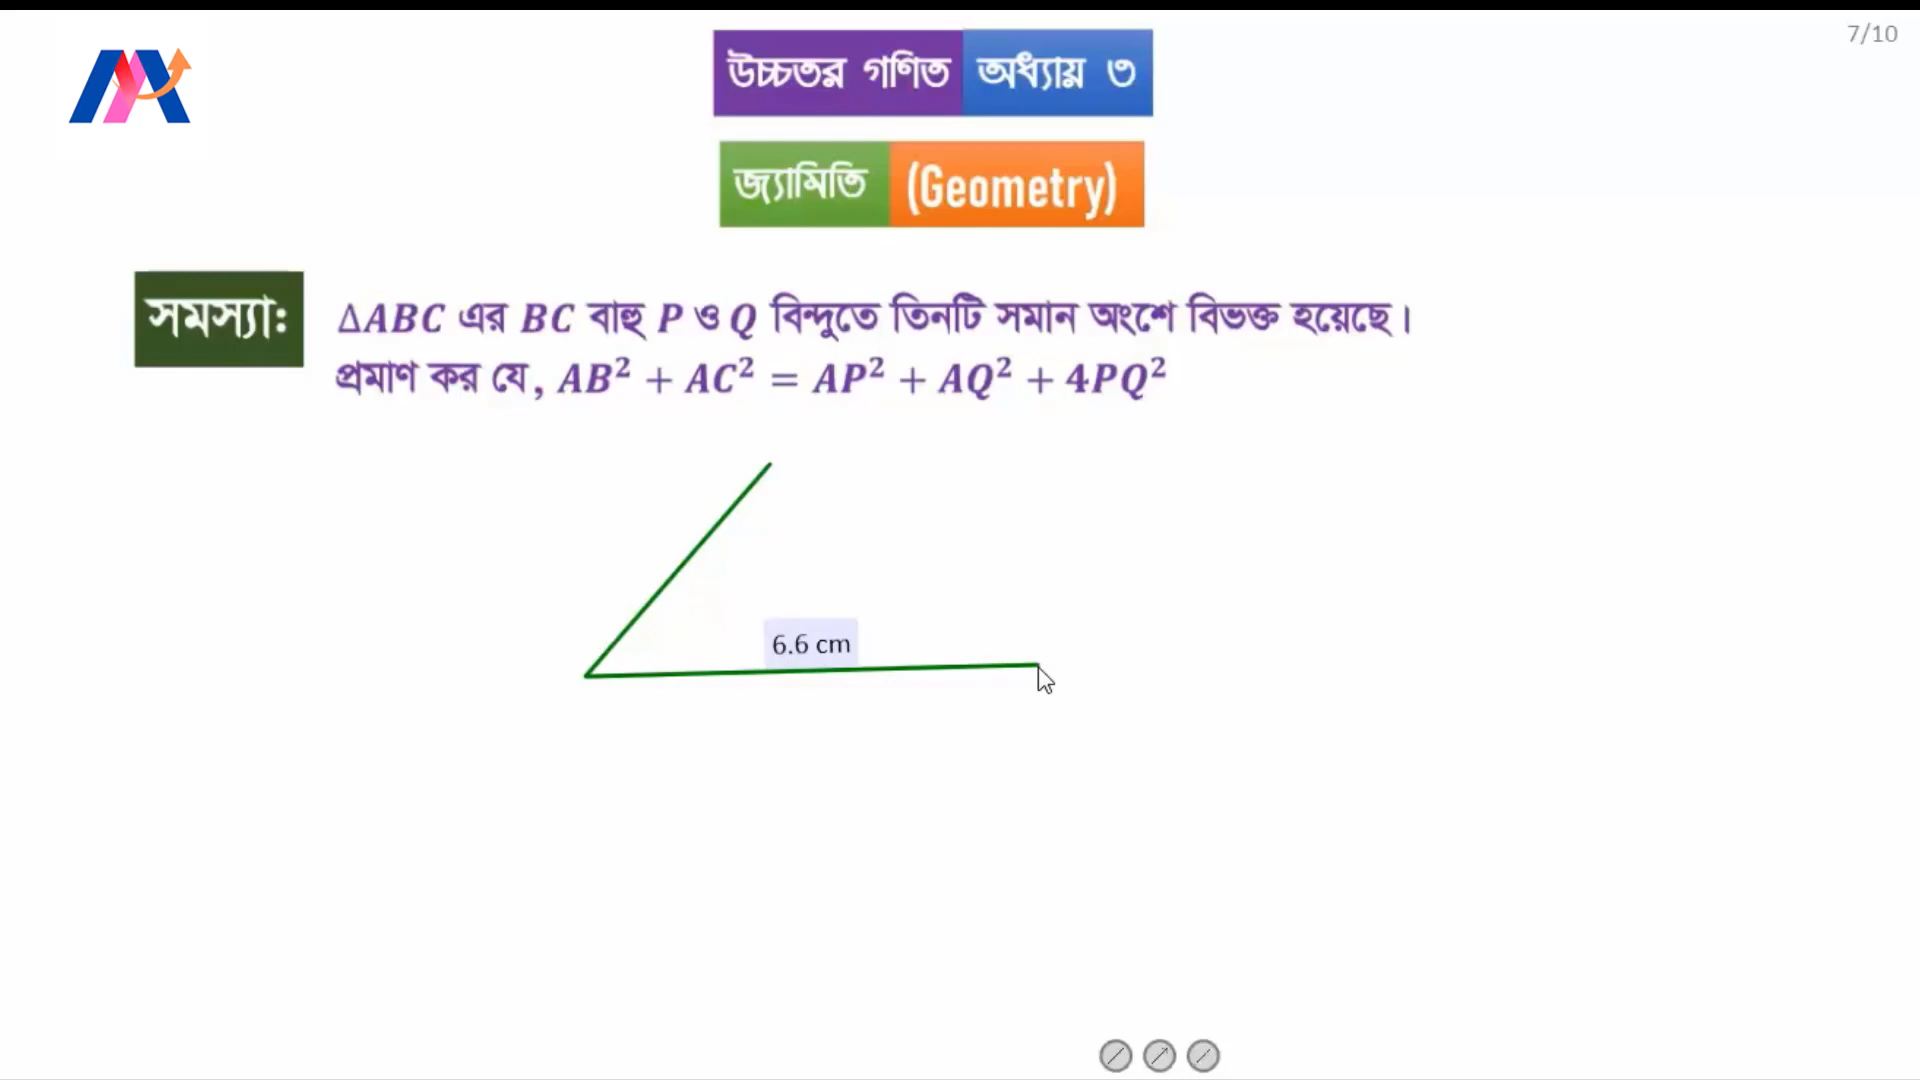 7/10
উচ্চতর গণিত অধ্যায় ৩
জ্যামিতি (Geometry)
সমস্যাঃ ΔABC এর BC বাহু P ও Q বিন্দুতে তিনটি সমান অংশে বিভক্ত হয়েছে।
প্রমাণ কর যে, AB² + AC² = AP² + AQ² + 4PQ²
6.6 cm